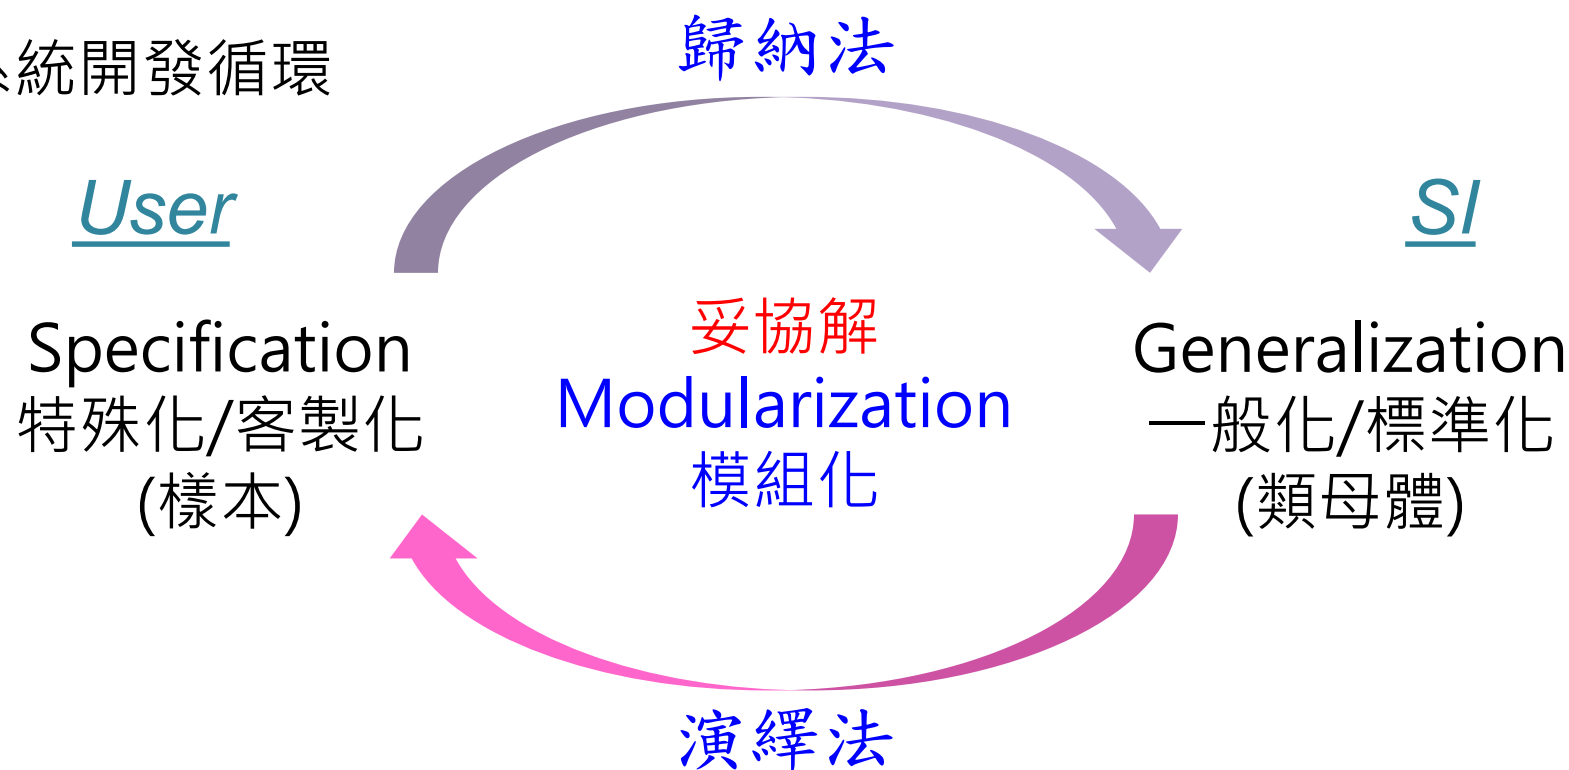 系統開發循環
歸納法
User
SI
Specification
特殊化/客製化
(樣本)
妥協解
Modularization
模組化
Generalization
一般化/標準化
(類母體)
演繹法